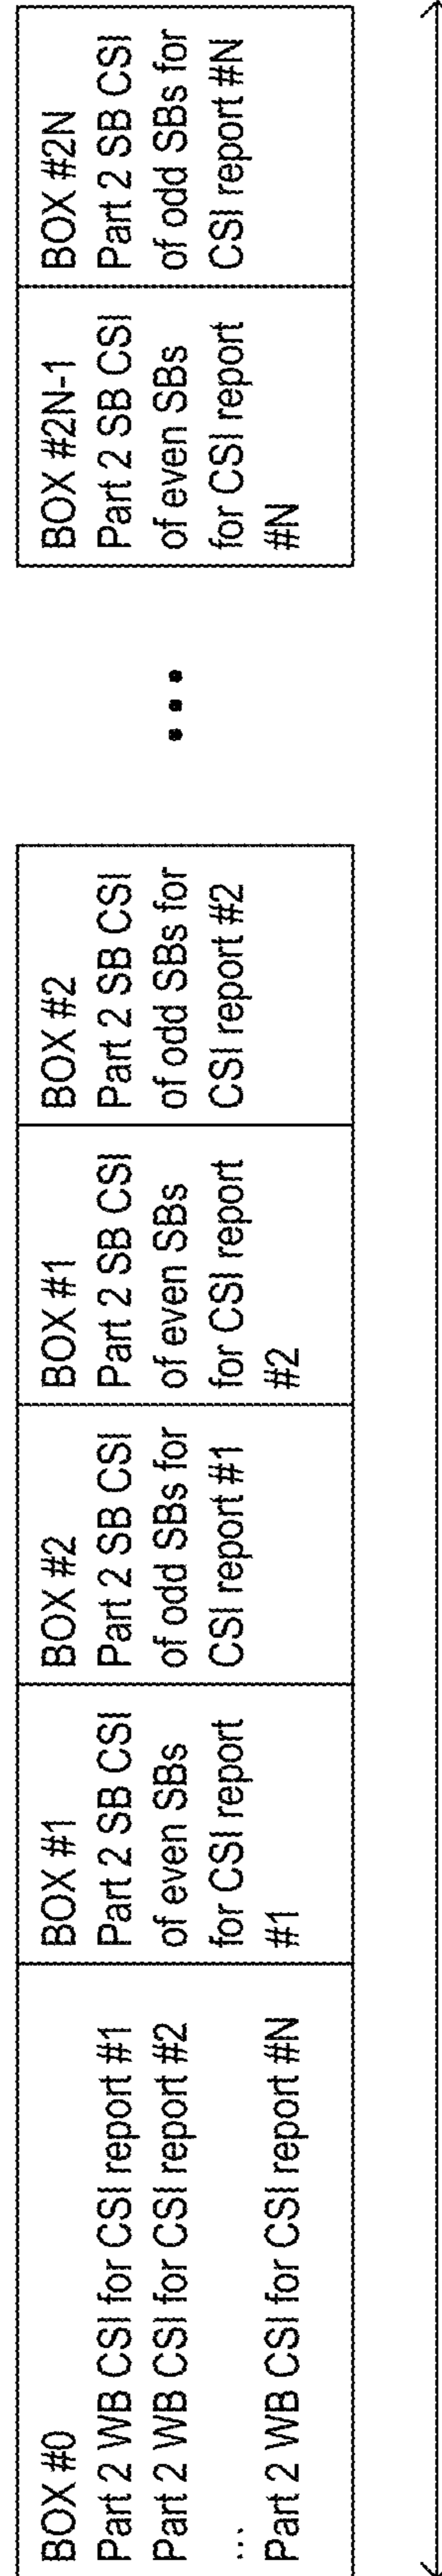 BOX #0
Part 2 WB CSI for CSI report #1
Part 2 WB CSI for CSI report #2
...
Part 2 WB CSI for CSI report #N
BOX #1
Part 2 SB CSI
of even SBs
for CSI report
#1
BOX #2
Part 2 SB CSI
of odd SBs for
CSI report #1
BOX #1
Part 2 SB CSI
of even SBs
for CSI report
#2
BOX #2
Part 2 SB CSI
of odd SBs for
CSI report #2
...
BOX #2N-1
Part 2 SB CSI
of even SBs
for CSI report
#N
BOX #2N
Part 2 SB CSI
of odd SBs for
CSI report #N